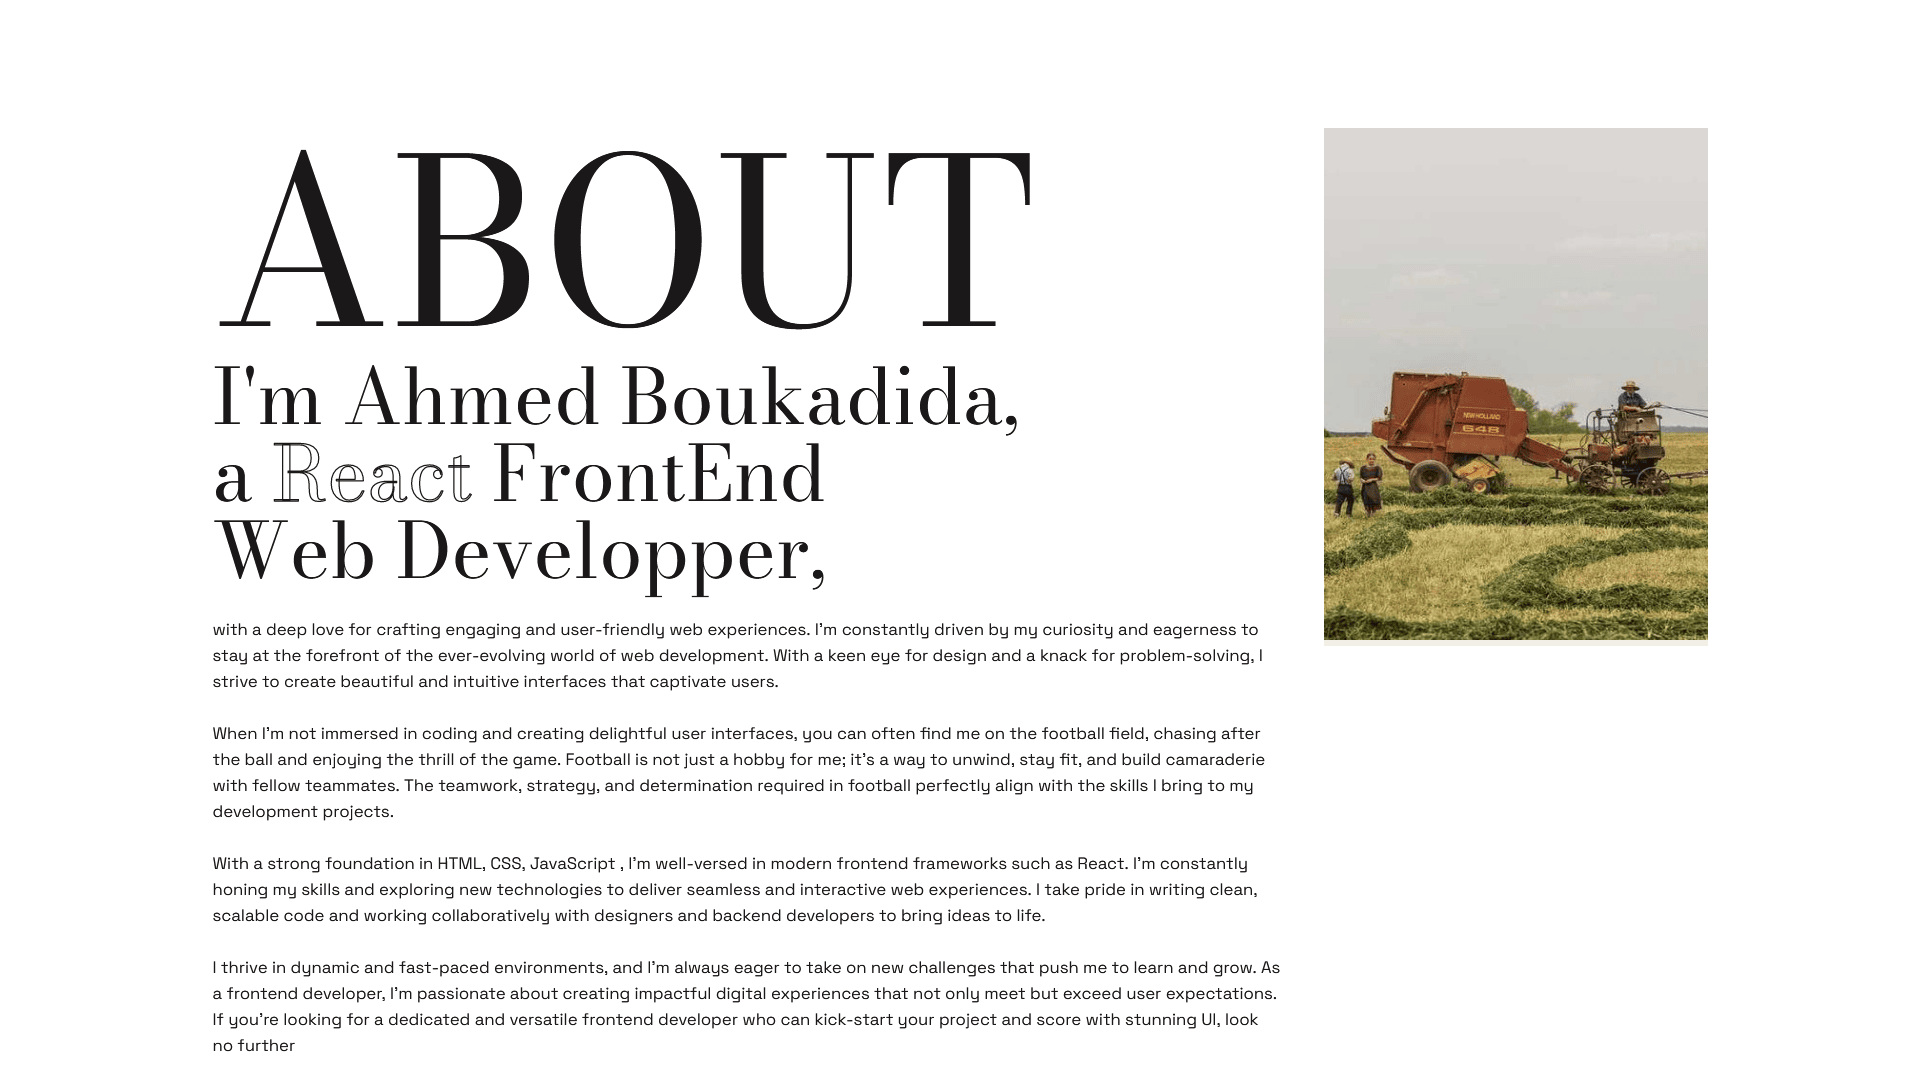 ABOUT
I'm Ahmed Boukadida,
a React FrontEnd
Web Developper,
with a deep love for crafting engaging and user-friendly web experiences. I'm constantly driven by my curiosity and eagerness to
stay at the forefront of the ever-evolving world of web development. With a keen eye for design and a knack for problem-solving, I
strive to create beautiful and intuitive interfaces that captivate users.
When I'm not immersed in coding and creating delightful user interfaces, you can often find me on the football field, chasing after
the ball and enjoying the thrill of the game. Football is not just a hobby for me; it's a way to unwind, stay fit, and build camaraderie
with fellow teammates. The teamwork, strategy, and determination required in football perfectly align with the skills I bring to my
development projects.
With a strong foundation in HTML, CSS, JavaScript , I'm well-versed in modern frontend frameworks such as React. I'm constantly
honing my skills and exploring new technologies to deliver seamless and interactive web experiences. I take pride in writing clean,
scalable code and working collaboratively with designers and backend developers to bring ideas to life.
I thrive in dynamic and fast-paced environments, and I'm always eager to take on new challenges that push me to learn and grow. As
a frontend developer, I'm passionate about creating impactful digital experiences that not only meet but exceed user expectations.
If you're looking for a dedicated and versatile frontend developer who can kick-start your project and score with stunning UI, look
no further
NEW HOLLAND
648